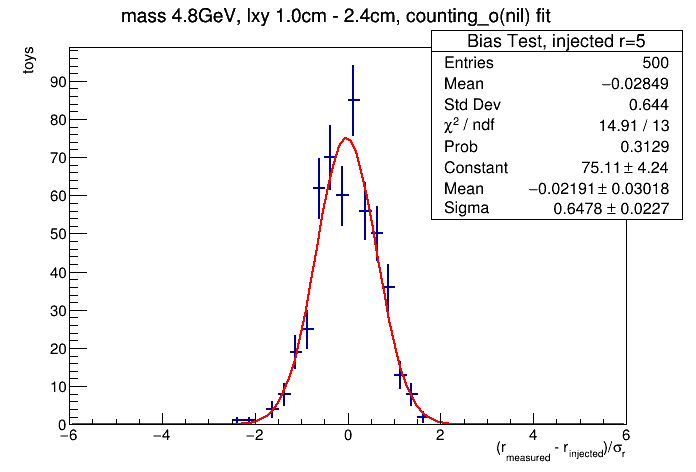 mass 4.8GeV, lxy 1.0cm - 2.4cm, counting_o(nil) fit
Bias Test, injected r=5
Entries 500
Mean −0.02849
Std Dev 0.644
χ² / ndf 14.91 / 13
Prob 0.3129
Constant 75.11 ± 4.24
Mean −0.02191 ± 0.03018
Sigma 0.6478 ± 0.0227
toys
90
80
70
60
50
40
30
20
10
0
−6 −4 −2 0 2 4 6
(r_measured - r_injected)/σ_r